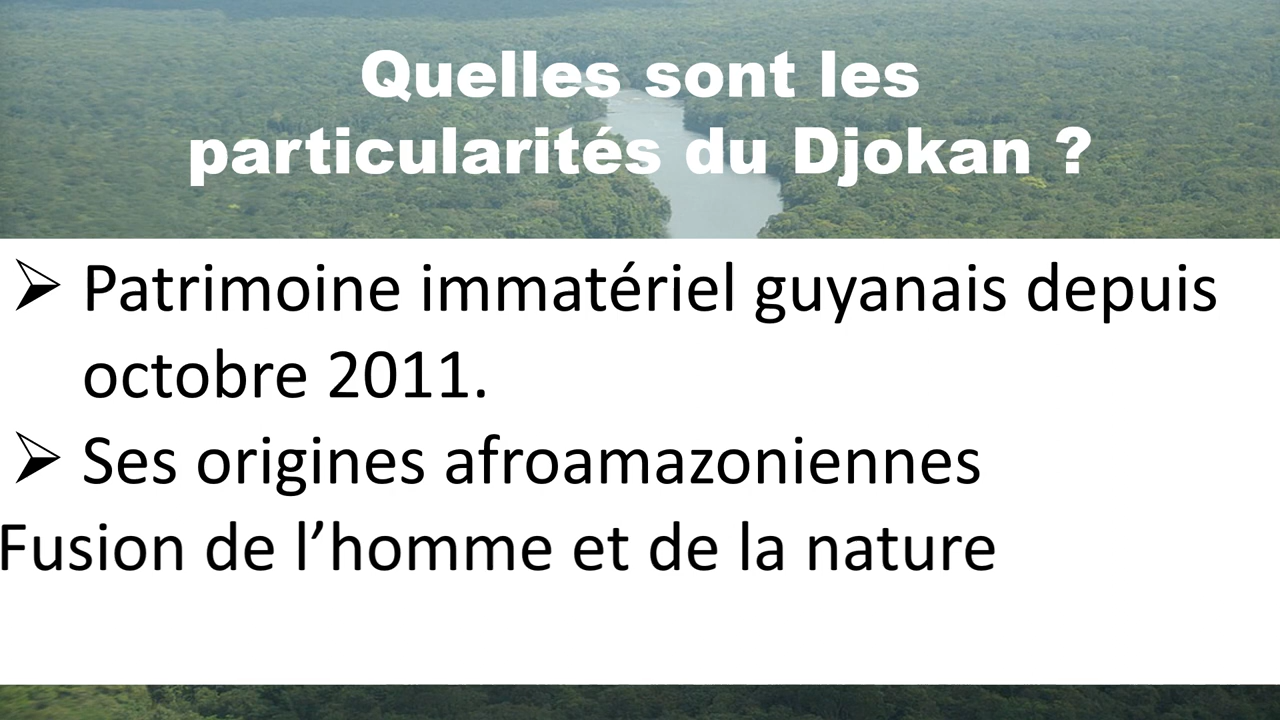 Quelles sont les
particularités du Djokan ?
➢ Patrimoine immatériel guyanais depuis
octobre 2011.
➢ Ses origines afroamazoniennes
Fusion de l’homme et de la nature